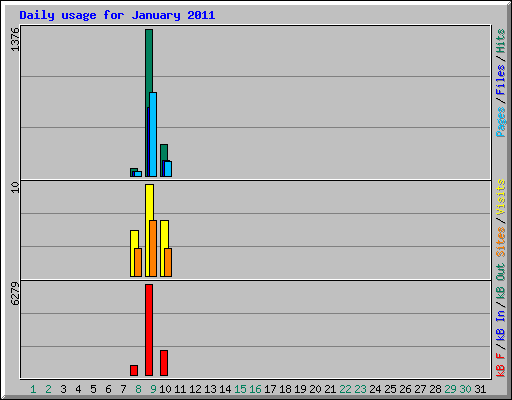 Daily usage for January 2011
1376
10
6279
Pages / Files / Hits
Sites / Visits
kB F / kB In / kB Out
1 2 3 4 5 6 7 8 9 10 11 12 13 14 15 16 17 18 19 20 21 22 23 24 25 26 27 28 29 30 31